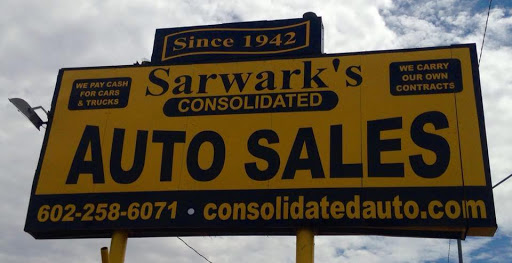 Since 1942
WE PAY CASH
FOR CARS
& TRUCKS
Sarwark's
CONSOLIDATED
WE CARRY
OUR OWN
CONTRACTS
AUTO SALES
602-258-6071 • consolidatedauto.com